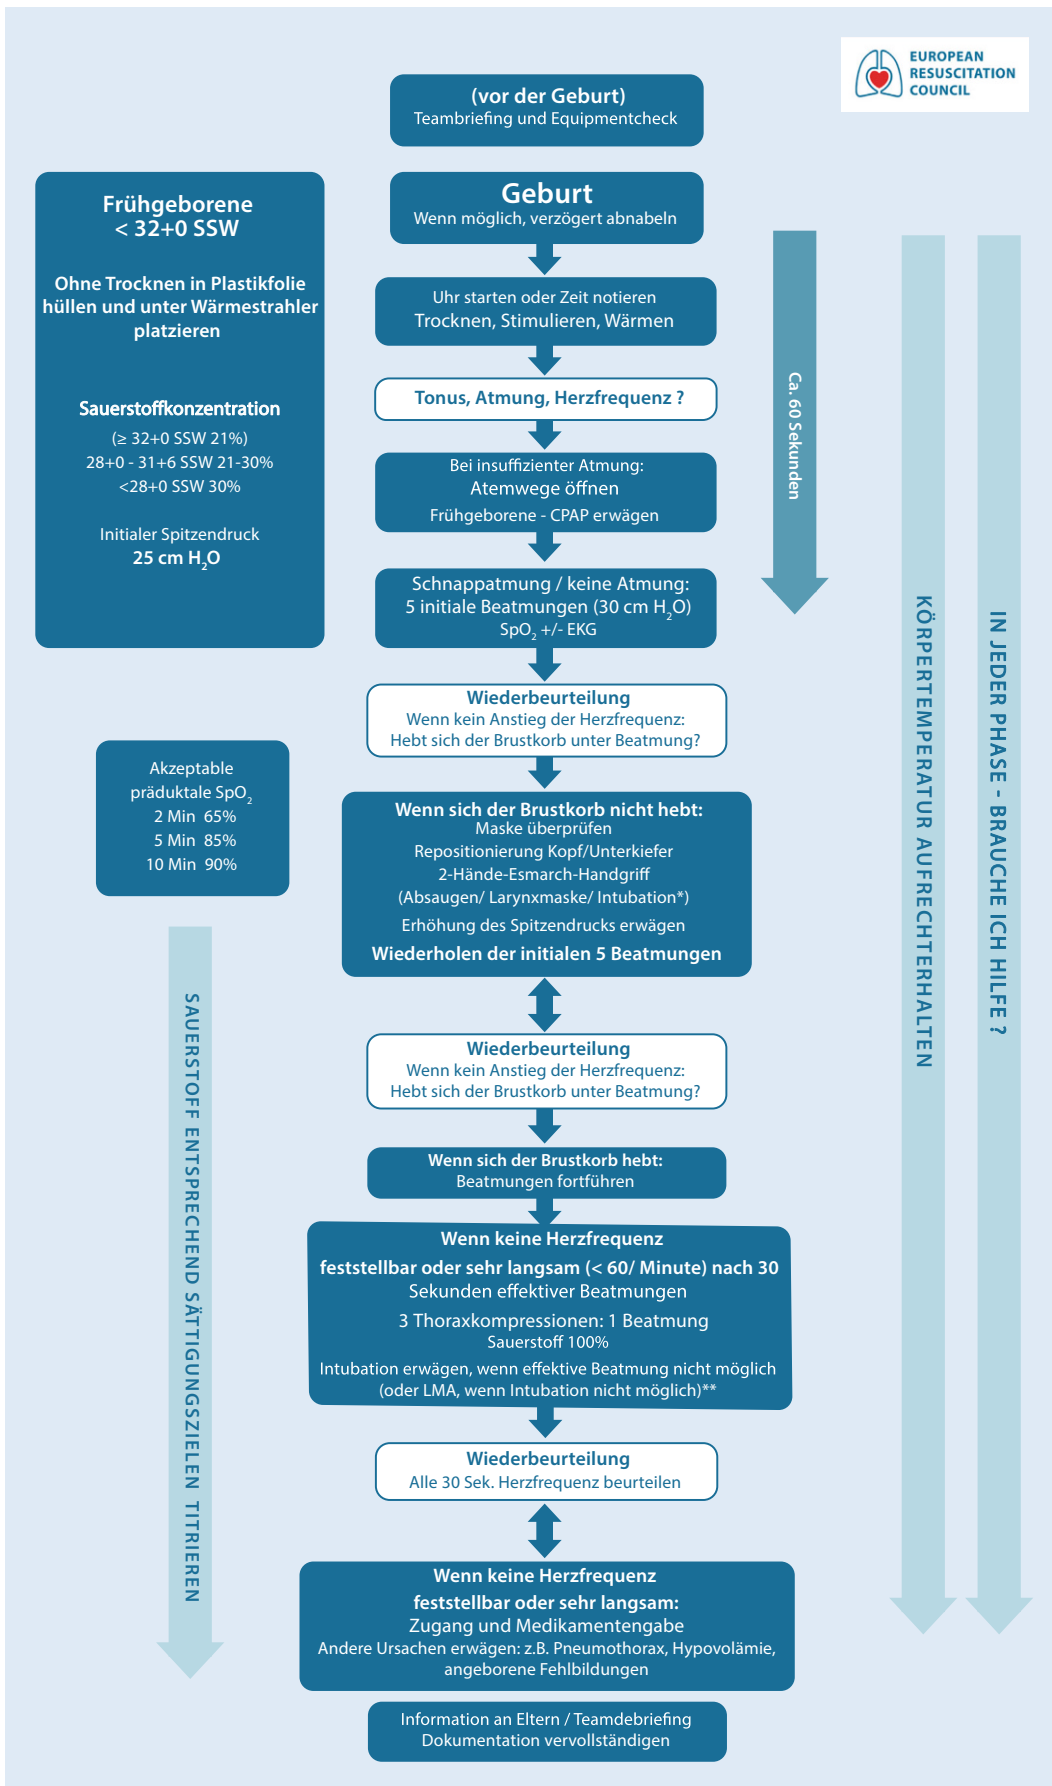 EUROPEAN
RESUSCITATION
COUNCIL
(vor der Geburt)
Teambriefing und Equipmentcheck
Geburt
Wenn möglich, verzögert abnabeln
Uhr starten oder Zeit notieren
Trocknen, Stimulieren, Wärmen
Tonus, Atmung, Herzfrequenz ?
Bei insuffizienter Atmung:
Atemwege öffnen
Frühgeborene - CPAP erwägen
Schnappatmung / keine Atmung:
5 initiale Beatmungen (30 cm H₂O)
SpO₂ +/- EKG
Wiederbeurteilung
Wenn kein Anstieg der Herzfrequenz:
Hebt sich der Brustkorb unter Beatmung?
Wenn sich der Brustkorb nicht hebt:
Maske überprüfen
Repositionierung Kopf/Unterkiefer
2-Hände-Esmarch-Handgriff
(Absaugen/ Larynxmaske/ Intubation*)
Erhöhung des Spitzendrucks erwägen
Wiederholen der initialen 5 Beatmungen
Wiederbeurteilung
Wenn kein Anstieg der Herzfrequenz:
Hebt sich der Brustkorb unter Beatmung?
Wenn sich der Brustkorb hebt:
Beatmungen fortführen
Wenn keine Herzfrequenz
feststellbar oder sehr langsam (< 60/ Minute) nach 30
Sekunden effektiver Beatmungen
3 Thoraxkompressionen: 1 Beatmung
Sauerstoff 100%
Intubation erwägen, wenn effektive Beatmung nicht möglich
(oder LMA, wenn Intubation nicht möglich)**
Wiederbeurteilung
Alle 30 Sek. Herzfrequenz beurteilen
Wenn keine Herzfrequenz
feststellbar oder sehr langsam:
Zugang und Medikamentengabe
Andere Ursachen erwägen: z.B. Pneumothorax, Hypovolämie,
angeborene Fehlbildungen
Information an Eltern / Teamdebriefing
Dokumentation vervollständigen
Frühgeborene
< 32+0 SSW
Ohne Trocknen in Plastikfolie
hüllen und unter Wärmestrahler
platzieren
Sauerstoffkonzentration
(≥ 32+0 SSW 21%)
28+0 - 31+6 SSW 21-30%
<28+0 SSW 30%
Initialer Spitzendruck
25 cm H₂O
Akzeptable
präduktale SpO₂
2 Min 65%
5 Min 85%
10 Min 90%
SAUERSTOFF ENTSPRECHEND SÄTTIGUNGSZIELEN TITRIEREN
Ca. 60 Sekunden
KÖRPERTEMPERATUR AUFRECHTERHALTEN
IN JEDER PHASE - BRAUCHE ICH HILFE ?